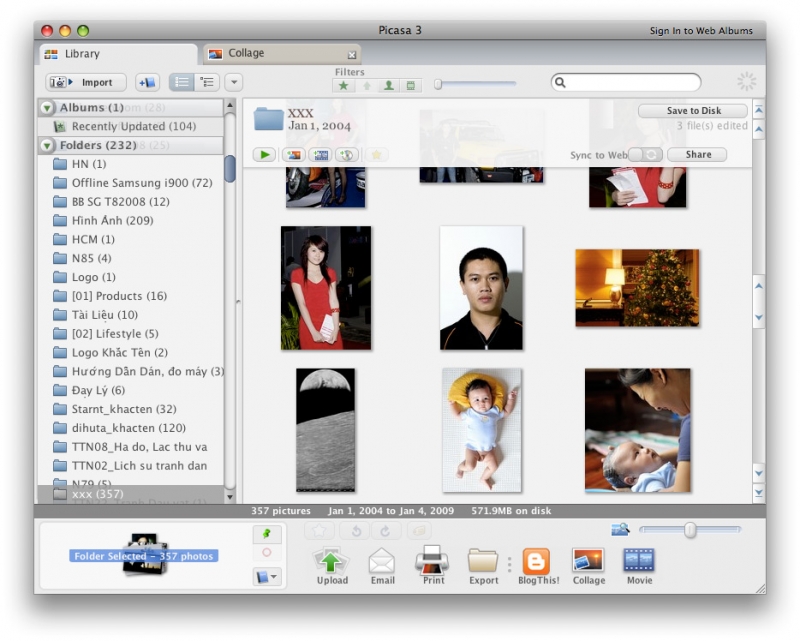 Picasa 3
Sign In to Web Albums
Library
Collage
Import
Filters
Albums (1)
Recently Updated (104)
Folders (232)
HN (1)
Offline Samsung i900 (72)
BB SG T82008 (12)
Hình Ảnh (209)
HCM (1)
N85 (4)
Logo (1)
[01] Products (16)
Tài Liệu (10)
[02] Lifestyle (5)
Logo Khắc Tên (2)
Hướng Dẫn Dán, đo máy (3)
Đạy Lý (6)
Starnt_khacten (32)
dihuta_khacten (120)
TTN08_Ha do, Lac thu va
TTN02_Lich su tranh dan
N79 (5)
xxx (357)
XXX
Jan 1, 2004
Save to Disk
3 file(s) edited
Sync to Web
Share
357 pictures Jan 1, 2004 to Jan 4, 2009 571.9MB on disk
Folder Selected - 357 photos
Upload
Email
Print
Export
BlogThis!
Collage
Movie